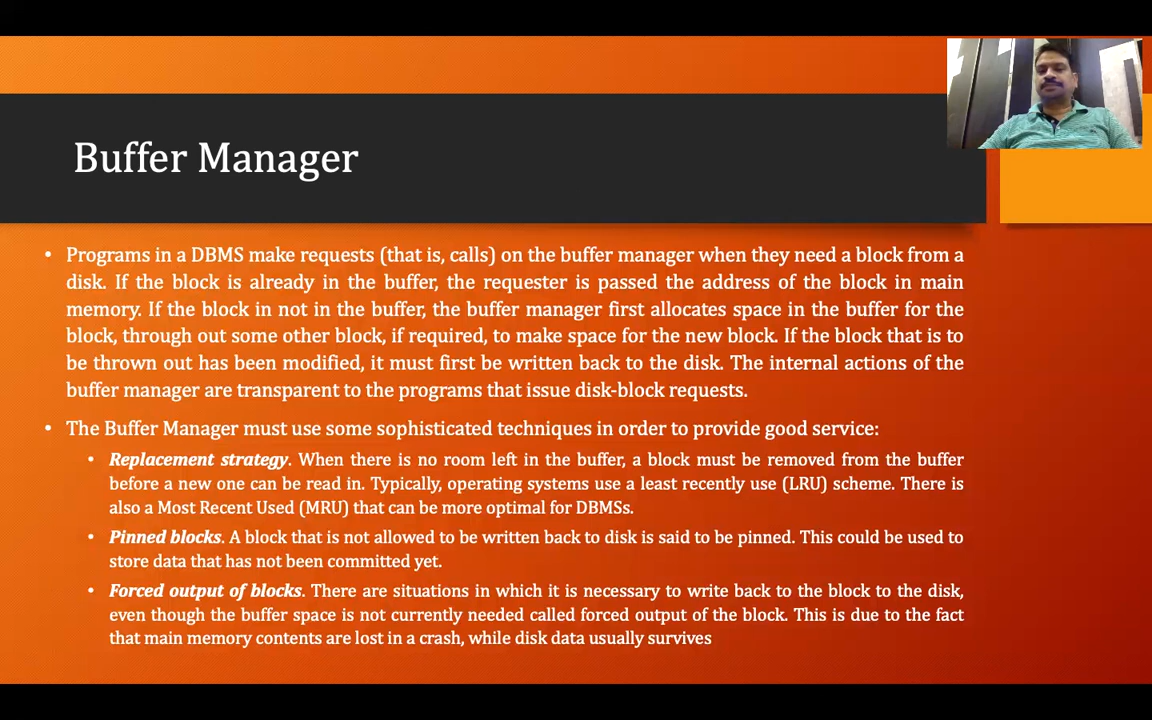 Buffer Manager
• Programs in a DBMS make requests (that is, calls) on the buffer manager when they need a block from a
disk. If the block is already in the buffer, the requester is passed the address of the block in main
memory. If the block in not in the buffer, the buffer manager first allocates space in the buffer for the
block, through out some other block, if required, to make space for the new block. If the block that is to
be thrown out has been modified, it must first be written back to the disk. The internal actions of the
buffer manager are transparent to the programs that issue disk-block requests.
• The Buffer Manager must use some sophisticated techniques in order to provide good service:
• Replacement strategy. When there is no room left in the buffer, a block must be removed from the buffer
before a new one can be read in. Typically, operating systems use a least recently use (LRU) scheme. There is
also a Most Recent Used (MRU) that can be more optimal for DBMSs.
• Pinned blocks. A block that is not allowed to be written back to disk is said to be pinned. This could be used to
store data that has not been committed yet.
• Forced output of blocks. There are situations in which it is necessary to write back to the block to the disk,
even though the buffer space is not currently needed called forced output of the block. This is due to the fact
that main memory contents are lost in a crash, while disk data usually survives